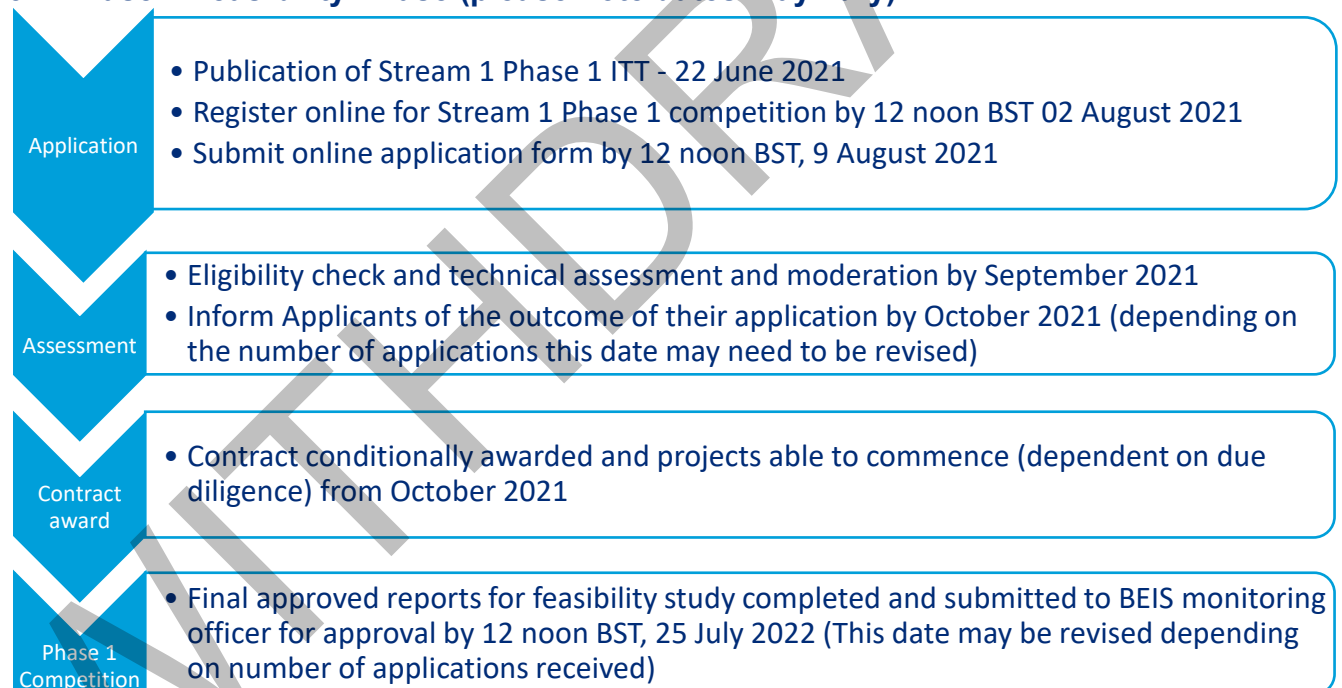 (please note dates may vary)
Application
• Publication of Stream 1 Phase 1 ITT - 22 June 2021
• Register online for Stream 1 Phase 1 competition by 12 noon BST 02 August 2021
• Submit online application form by 12 noon BST, 9 August 2021
Assessment
• Eligibility check and technical assessment and moderation by September 2021
• Inform Applicants of the outcome of their application by October 2021 (depending on
the number of applications this date may need to be revised)
Contract
award
• Contract conditionally awarded and projects able to commence (dependent on due
diligence) from October 2021
Phase 1
Competition
• Final approved reports for feasibility study completed and submitted to BEIS monitoring
officer for approval by 12 noon BST, 25 July 2022 (This date may be revised depending
on number of applications received)